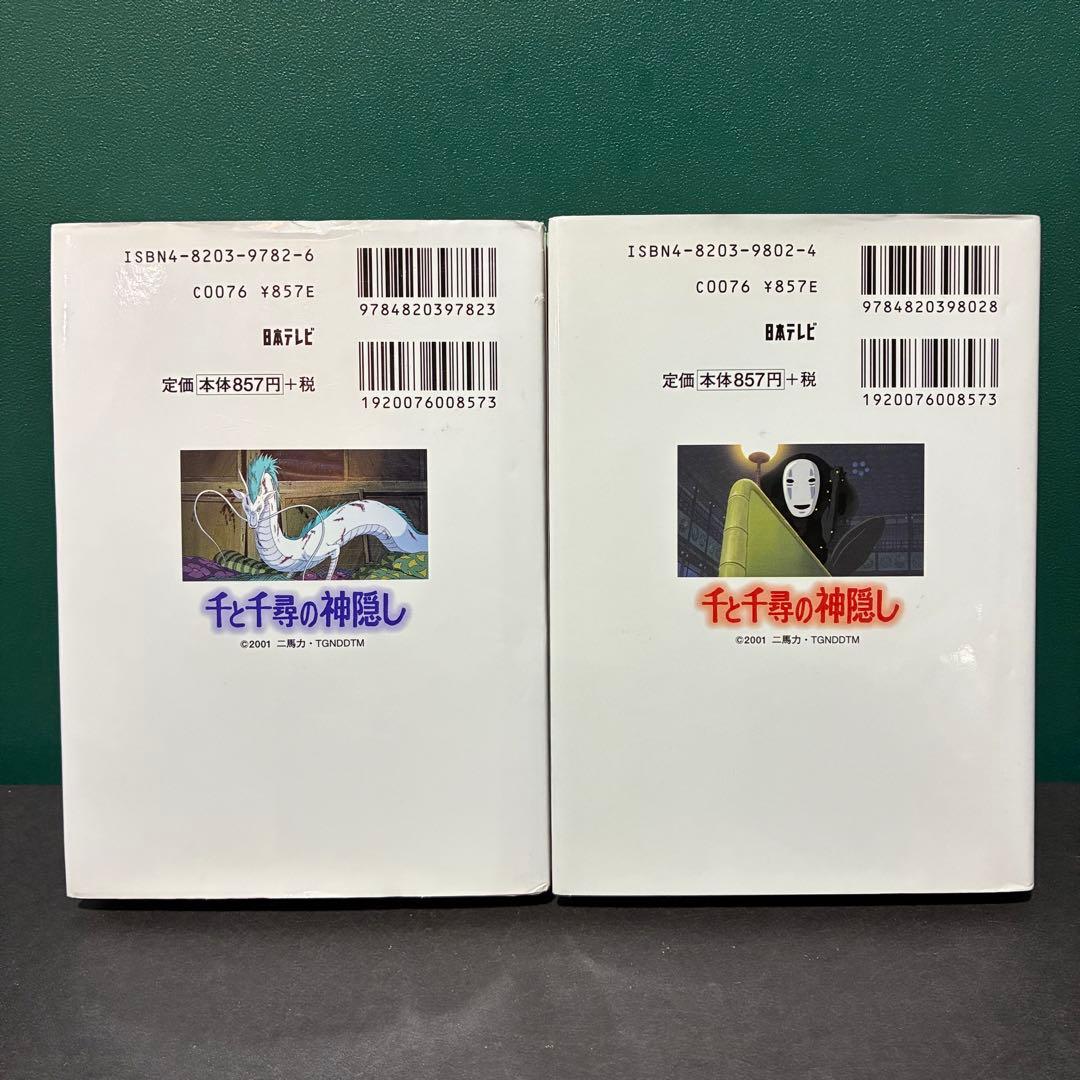 ISBN4-8203-9782-6
C0076 ¥857E
9784820397823
日本テレビ
定価 本体857円+税
1920076008573
千と千尋の神隠し
©2001 二馬力・TGNDDTM
ISBN4-8203-9802-4
C0076 ¥857E
9784820398028
日本テレビ
定価 本体857円+税
1920076008573
千と千尋の神隠し
©2001 二馬力・TGNDDTM